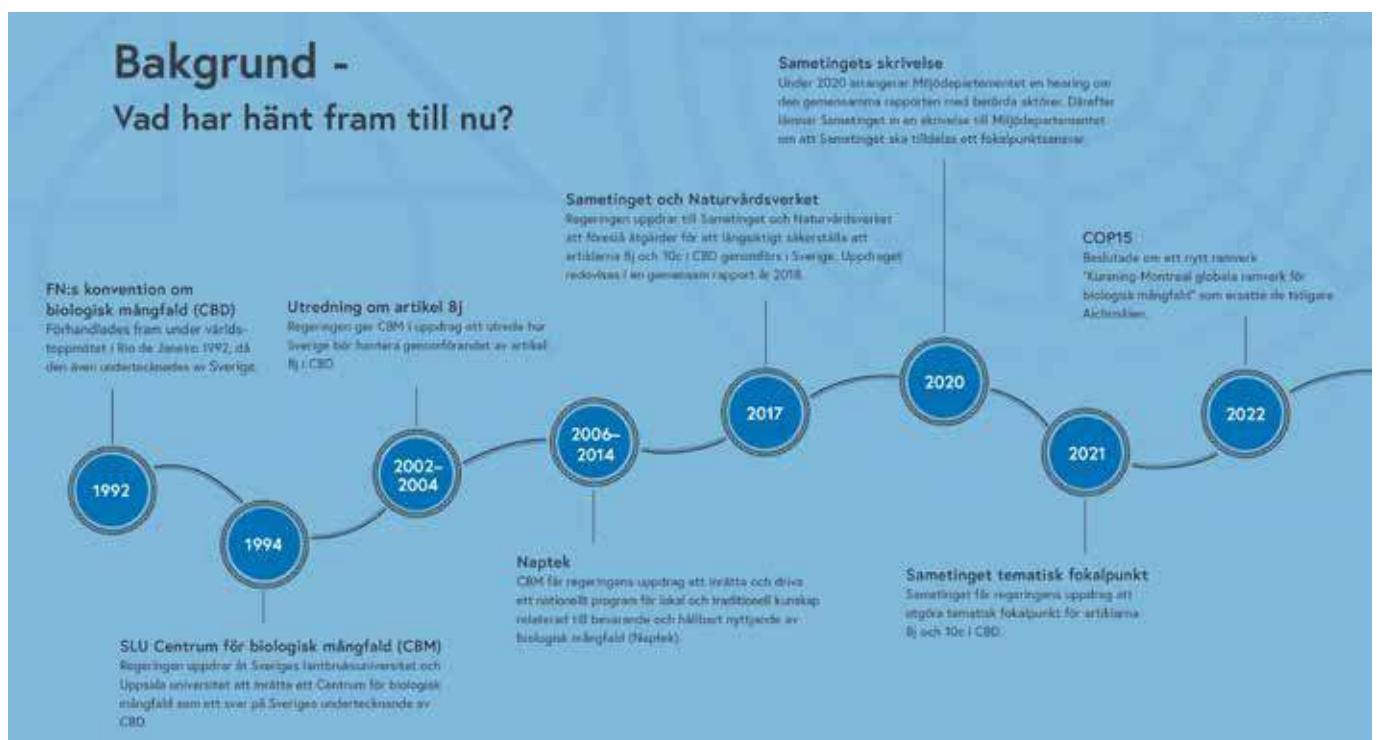 Bakgrund -
Vad har hänt fram till nu?
FN:s konvention om
biologisk mångfald (CBD)
Förhandlades fram under världs-
toppmötet i Rio de Janeiro 1992, då
den även undertecknades av Sverige.
1992
1994
SLU Centrum för biologisk mångfald (CBM)
Regeringen uppdrar åt Sveriges lantbruksuniversitet och
Uppsala universitet att inrätta ett Centrum för biologisk
mångfald som ett svar på Sveriges undertecknande av
CBD.
Utredning om artikel 8j
Regeringen ger CBM i uppdrag att utreda hur
Sverige bör hantera genomförandet av artikel
8j i CBD.
2002–
2004
2006–
2014
Naptek
CBM får regeringens uppdrag att inrätta och driva
ett nationellt program för lokal och traditionell kunskap
relaterad till bevarande och hållbart nyttjande av
biologisk mångfald (Naptek).
Sametinget och Naturvårdsverket
Regeringen uppdrar till Sametinget och Naturvårdsverket
att föreslå åtgärder för att långsiktigt säkerställa att
artiklarna 8j och 10c i CBD genomförs i Sverige. Uppdraget
redovisas i en gemensam rapport år 2018.
2017
Sametingets skrivelse
Under 2020 arrangerar Miljödepartementet en hearing om
den gemensamma rapporten med berörda aktörer. Därefter
lämnar Sametinget in en skrivelse till Miljödepartementet
om att Sametinget ska tilldelas ett fokalpunktsansvar.
2020
2021
Sametinget tematisk fokalpunkt
Sametinget får regeringens uppdrag att
utgöra tematisk fokalpunkt för artiklarna
8j och 10c i CBD.
COP15
Beslutade om ett nytt ramverk
"Kunming-Montreal globala ramverk för
biologisk mångfald" som ersatte de tidigare
Aichimålen.
2022